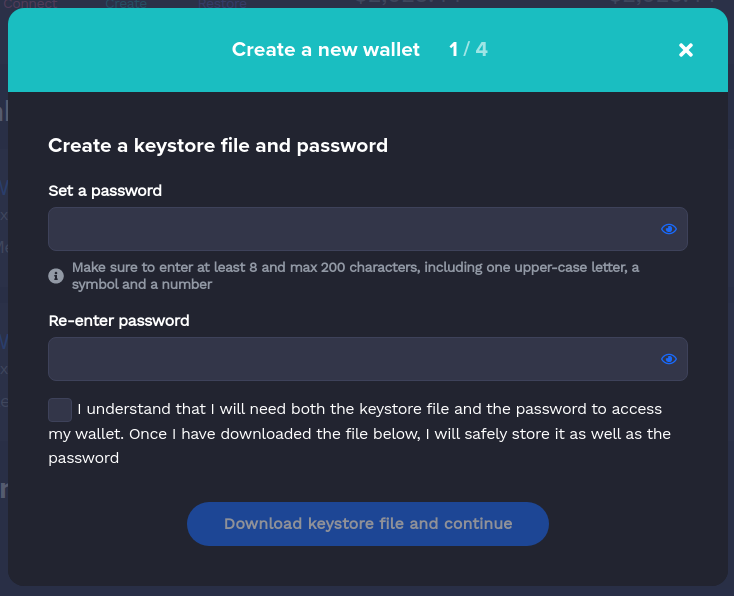 Connect Create Restore
Create a new wallet 1 / 4
Create a keystore file and password
Set a password
Make sure to enter at least 8 and max 200 characters, including one upper-case letter, a
symbol and a number
Re-enter password
I understand that I will need both the keystore file and the password to access
my wallet. Once I have downloaded the file below, I will safely store it as well as the
password
Download keystore file and continue